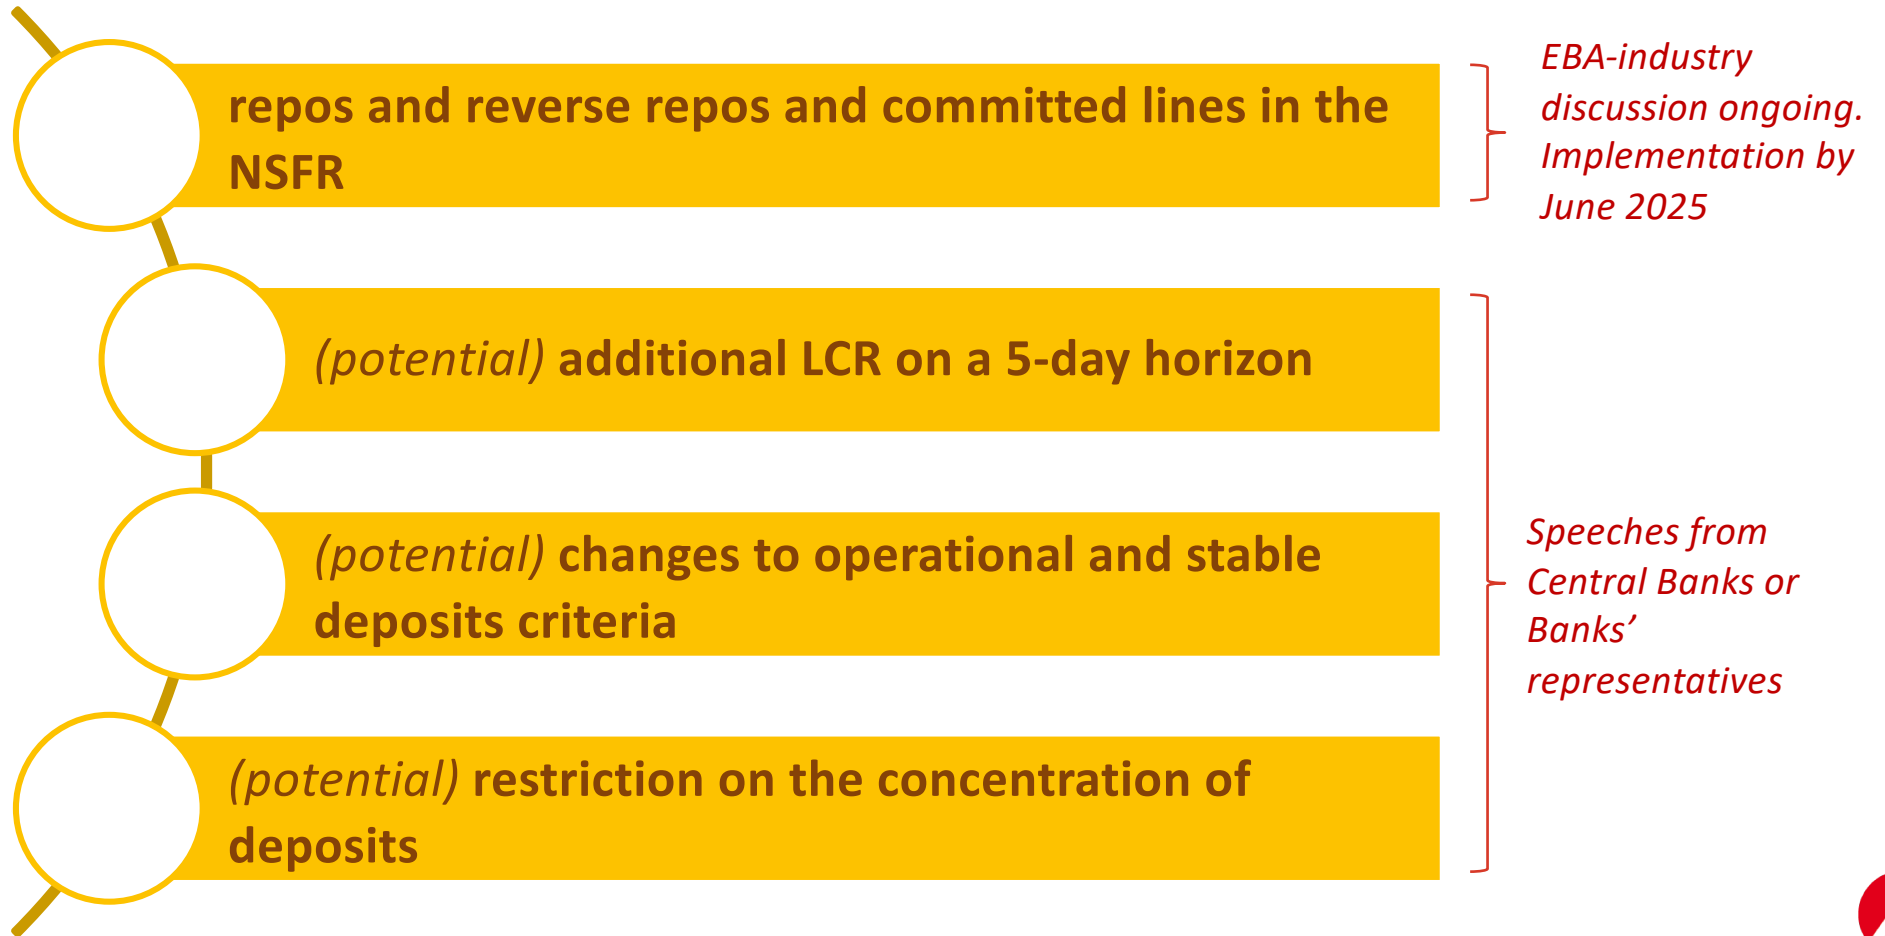 repos and reverse repos and committed lines in the
NSFR
EBA-industry
discussion ongoing.
Implementation by
June 2025
(potential) additional LCR on a 5-day horizon
(potential) changes to operational and stable
deposits criteria
(potential) restriction on the concentration of
deposits
Speeches from
Central Banks or
Banks’
representatives